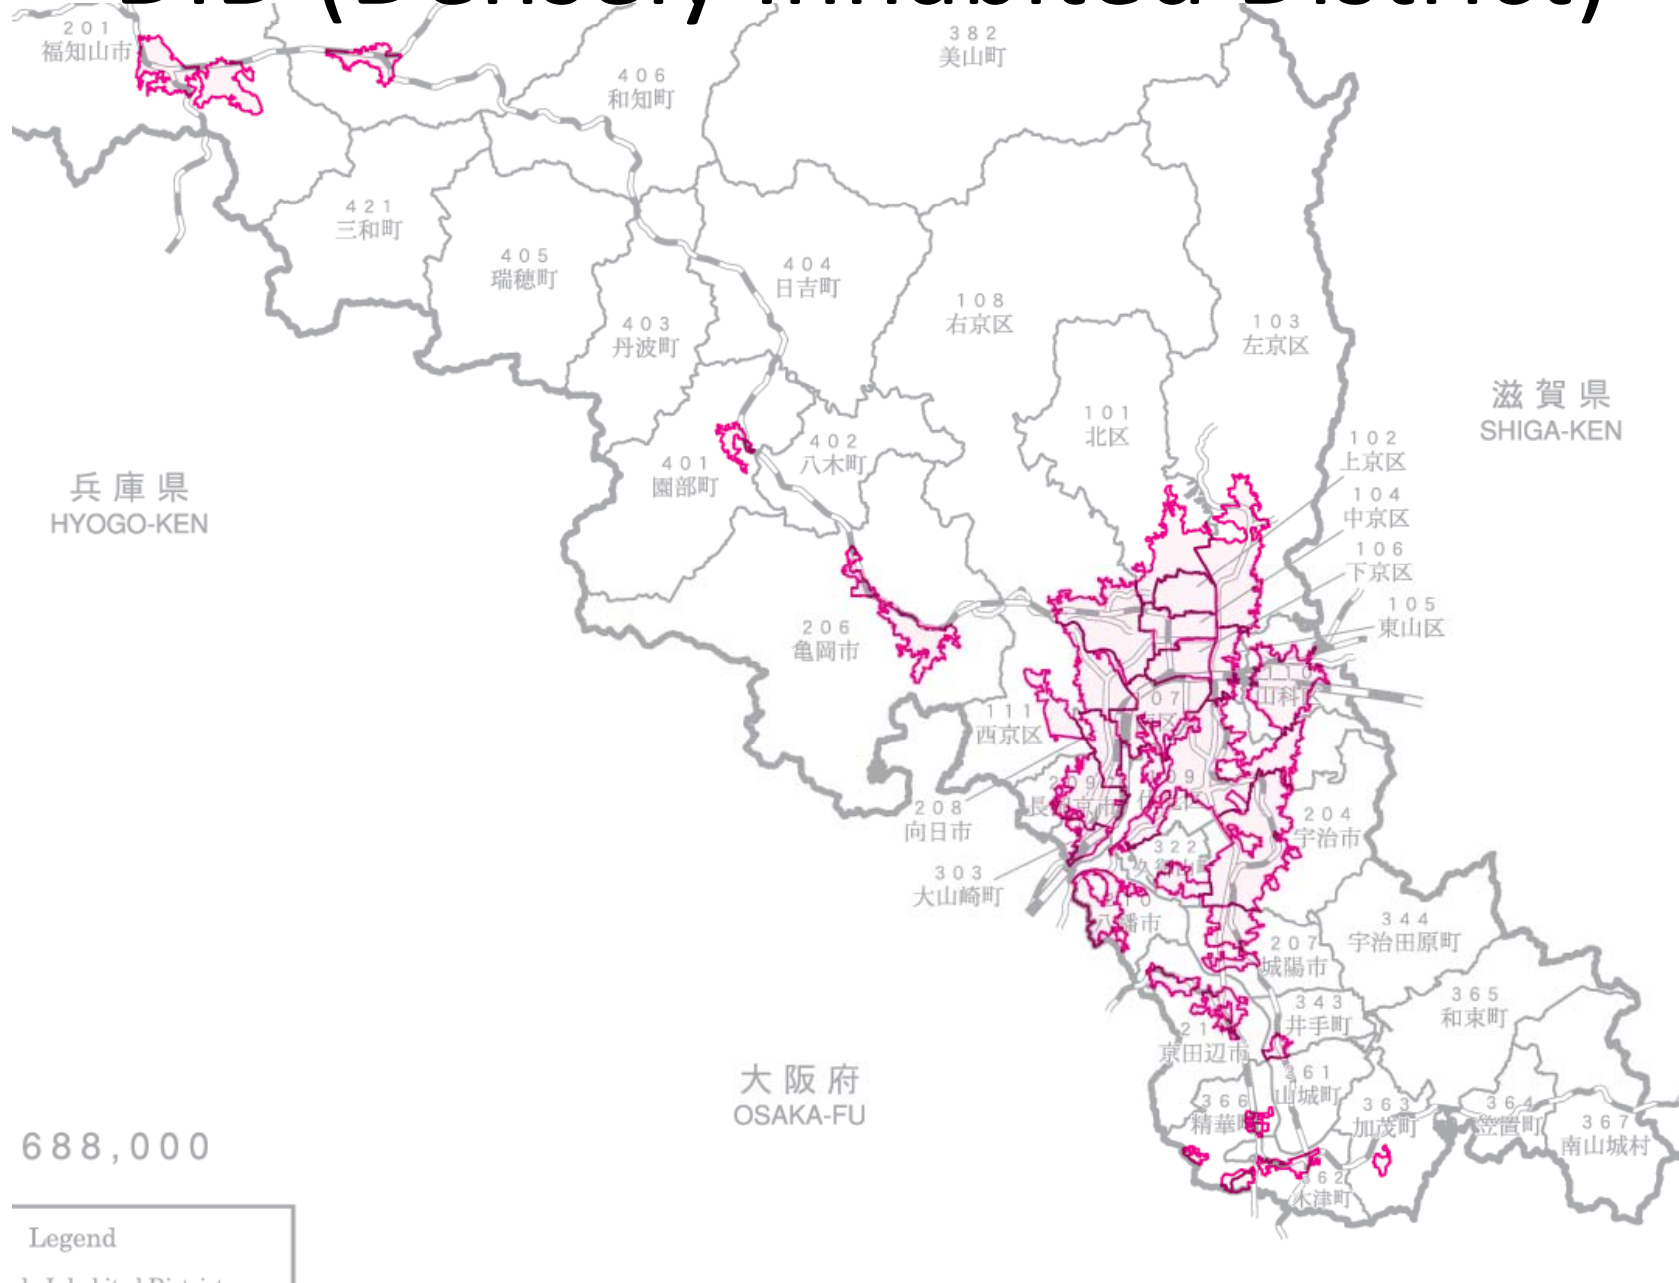 (Densely Inhabited District)
201
福知山市
382
美山町
406
和知町
421
三和町
405
瑞穂町
404
日吉町
403
丹波町
108
右京区
103
左京区
滋賀県
SHIGA-KEN
101
北区
102
上京区
402
八木町
401
園部町
兵庫県
HYOGO-KEN
104
中京区
106
下京区
105
東山区
206
亀岡市
110
山科
111
西京区
208
向日市
204
宇治市
322
303
大山崎町
八幡市
344
宇治田原町
207
城陽市
365
和束町
343
井手町
京田辺市
大阪府
OSAKA-FU
361
山城町
366
精華町
363
加茂町
364
笠置町
367
南山城村
688,000
362
木津町
Legend